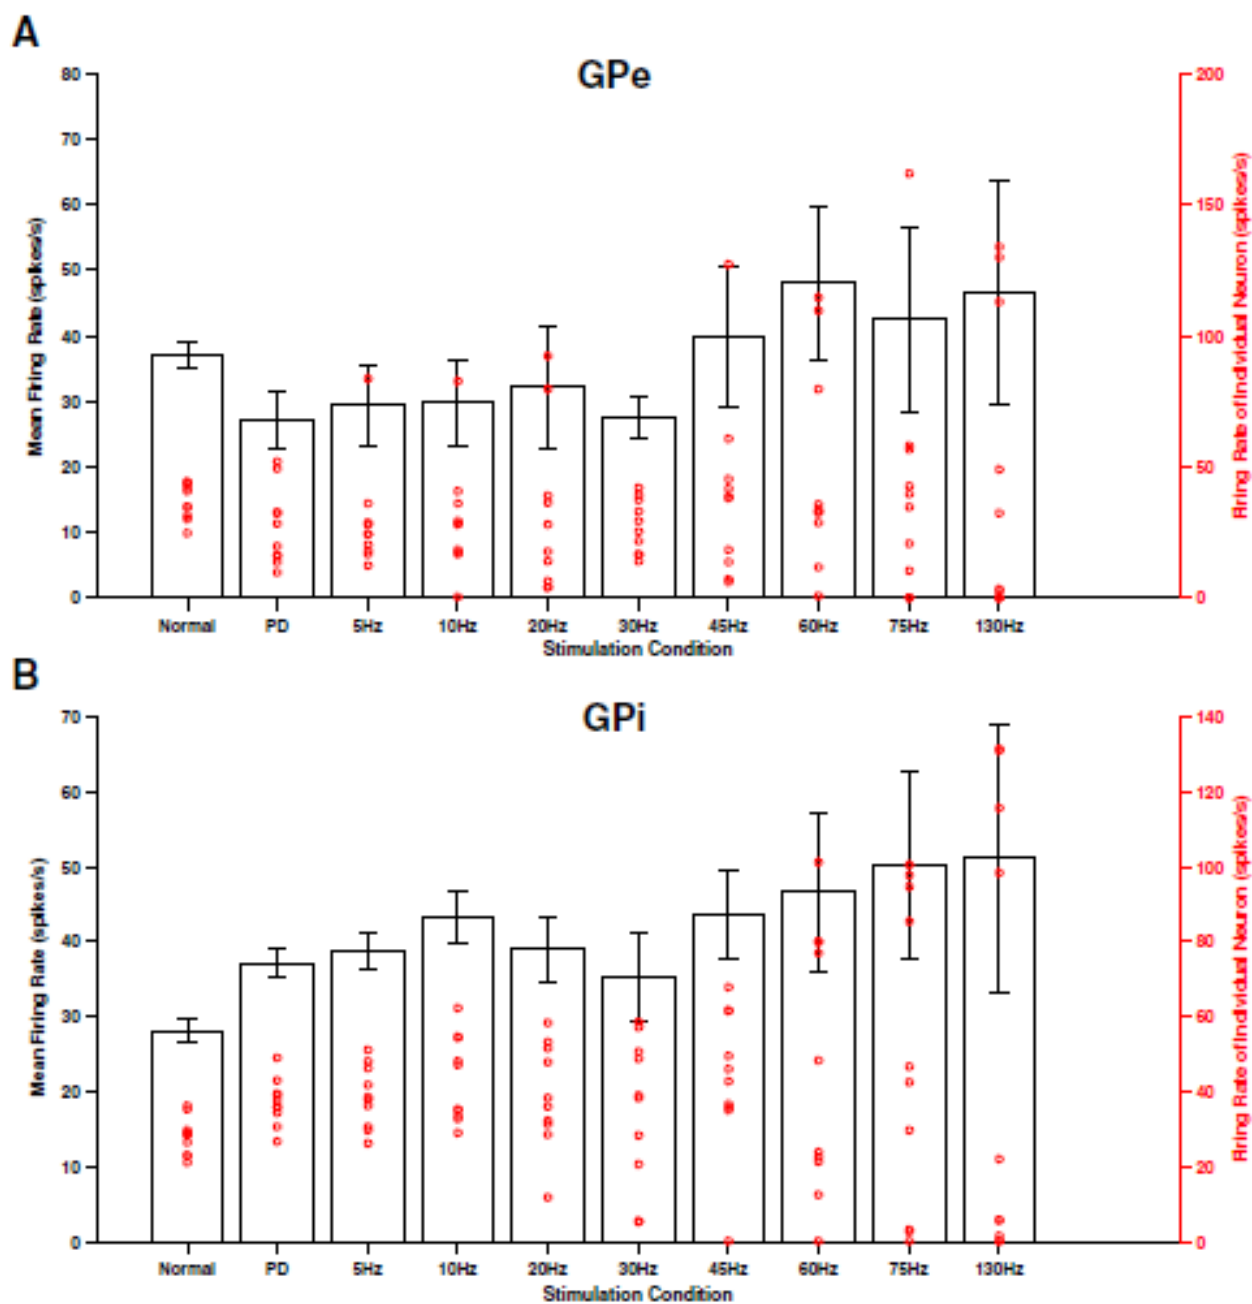 A
GPe
80
70
60
50
40
30
20
10
0
Mean Firing Rate (spikes/s)
200
150
100
50
0
Firing Rate of Individual Neuron (spikes/s)
Normal PD 5Hz 10Hz 20Hz 30Hz 45Hz 60Hz 75Hz 130Hz
Stimulation Condition
B
GPi
70
60
50
40
30
20
10
0
Mean Firing Rate (spikes/s)
140
120
100
80
60
40
20
0
Firing Rate of Individual Neuron (spikes/s)
Normal PD 5Hz 10Hz 20Hz 30Hz 45Hz 60Hz 75Hz 130Hz
Stimulation Condition